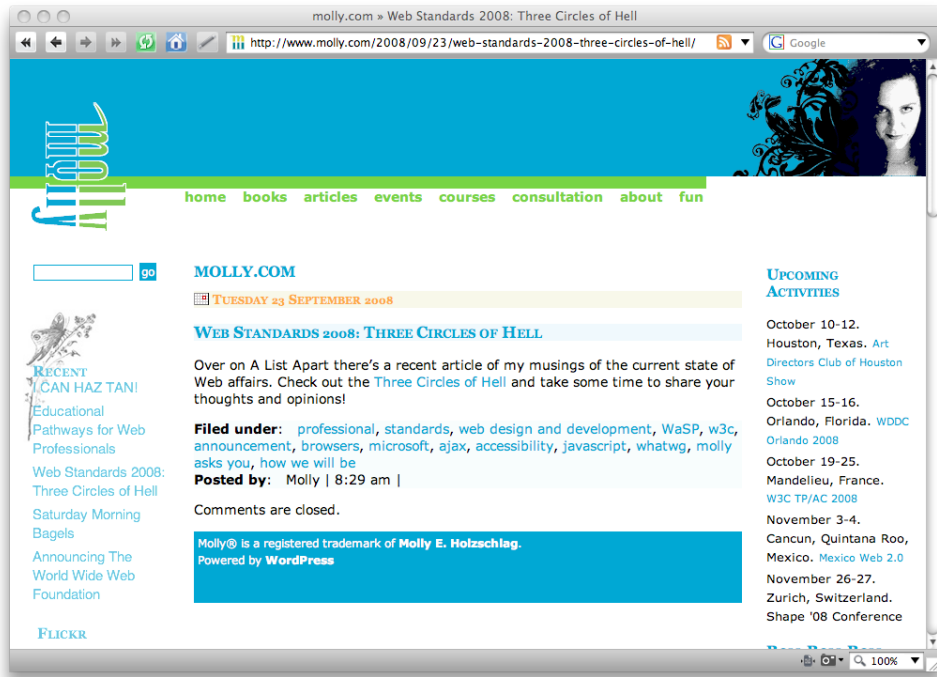 molly.com » Web Standards 2008: Three Circles of Hell
http://www.molly.com/2008/09/23/web-standards-2008-three-circles-of-hell/
Google
molly
home books articles events courses consultation about fun
go
Recent
I CAN HAZ TAN!
Educational
Pathways for Web
Professionals
Web Standards 2008:
Three Circles of Hell
Saturday Morning
Bagels
Announcing The
World Wide Web
Foundation
Flickr
MOLLY.COM
Tuesday 23 September 2008
Web Standards 2008: Three Circles of Hell
Over on A List Apart there's a recent article of my musings of the current state of
Web affairs. Check out the Three Circles of Hell and take some time to share your
thoughts and opinions!
Filed under: professional, standards, web design and development, WaSP, w3c,
announcement, browsers, microsoft, ajax, accessibility, javascript, whatwg, molly
asks you, how we will be
Posted by: Molly | 8:29 am |
Comments are closed.
Molly® is a registered trademark of Molly E. Holzschlag.
Powered by WordPress
Upcoming
Activities
October 10-12.
Houston, Texas. Art
Directors Club of Houston
Show
October 15-16.
Orlando, Florida. WDDC
Orlando 2008
October 19-25.
Mandelieu, France.
W3C TP/AC 2008
November 3-4.
Cancun, Quintana Roo,
Mexico. Mexico Web 2.0
November 26-27.
Zurich, Switzerland.
Shape '08 Conference
100%